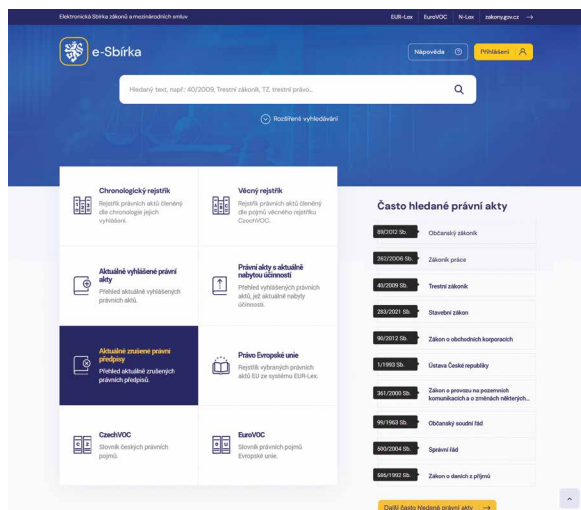 Elektronická Sbírka zákonů a mezinárodních smluv
EUR-Lex EuroVOC N-Lex zakony.gov.cz →
e-Sbírka
Nápověda
Přihlášení
Hledaný text, např.: 40/2009, Trestní zákoník, TZ, trestní právo...
Rozšířené vyhledávání
Chronologický rejstřík
Rejstřík právních aktů členěný
dle chronologie jejich
vyhlášení.
Věcný rejstřík
Rejstřík právních aktů členěný
dle pojmů věcného rejstříku
CzechVOC.
Aktuálně vyhlášené právní
akty
Přehled aktuálně vyhlášených
právních aktů.
Právní akty s aktuálně
nabytou účinností
Přehled vyhlášených právních
aktů, jež aktuálně nabyly
účinnosti.
Aktuálně zrušené právní
předpisy
Přehled aktuálně zrušených
právních předpisů.
Právo Evropské unie
Rejstřík vybraných právních
aktů EU ze systému EUR-Lex.
CzechVOC
Slovník českých právních
pojmů.
EuroVOC
Slovník právních pojmů
Evropské unie.
Často hledané právní akty
89/2012 Sb. Občanský zákoník
262/2006 Sb. Zákoník práce
40/2009 Sb. Trestní zákoník
283/2021 Sb. Stavební zákon
90/2012 Sb. Zákon o obchodních korporacích
1/1993 Sb. Ústava České republiky
361/2000 Sb. Zákon o provozu na pozemních
komunikacích a o změnách některých...
99/1963 Sb. Občanský soudní řád
500/2004 Sb. Správní řád
586/1992 Sb. Zákon o daních z příjmů
Další často hledané právní akty →